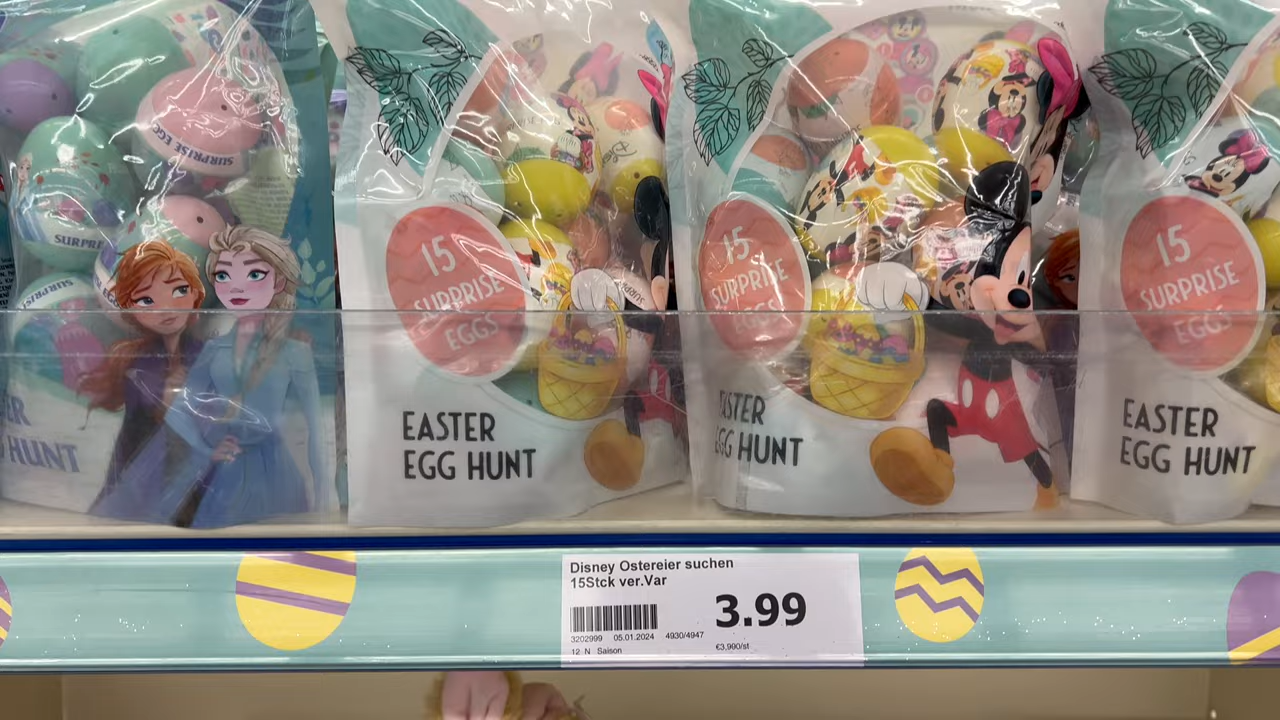 SURPRISE EGG
SURPRI
SURPRISE
HUNT
15
SURPRISE
EGGS
EASTER
EGG HUNT
15
SURPRISE
EGGS
EASTER
EGG HUNT
15
SURPRISE
EGGS
EASTER
EGG HUNT
Disney Ostereier suchen
15Stck ver.Var
3.99
3202999 05.01.2024 4930/4947
12 N Saison €3,990/st